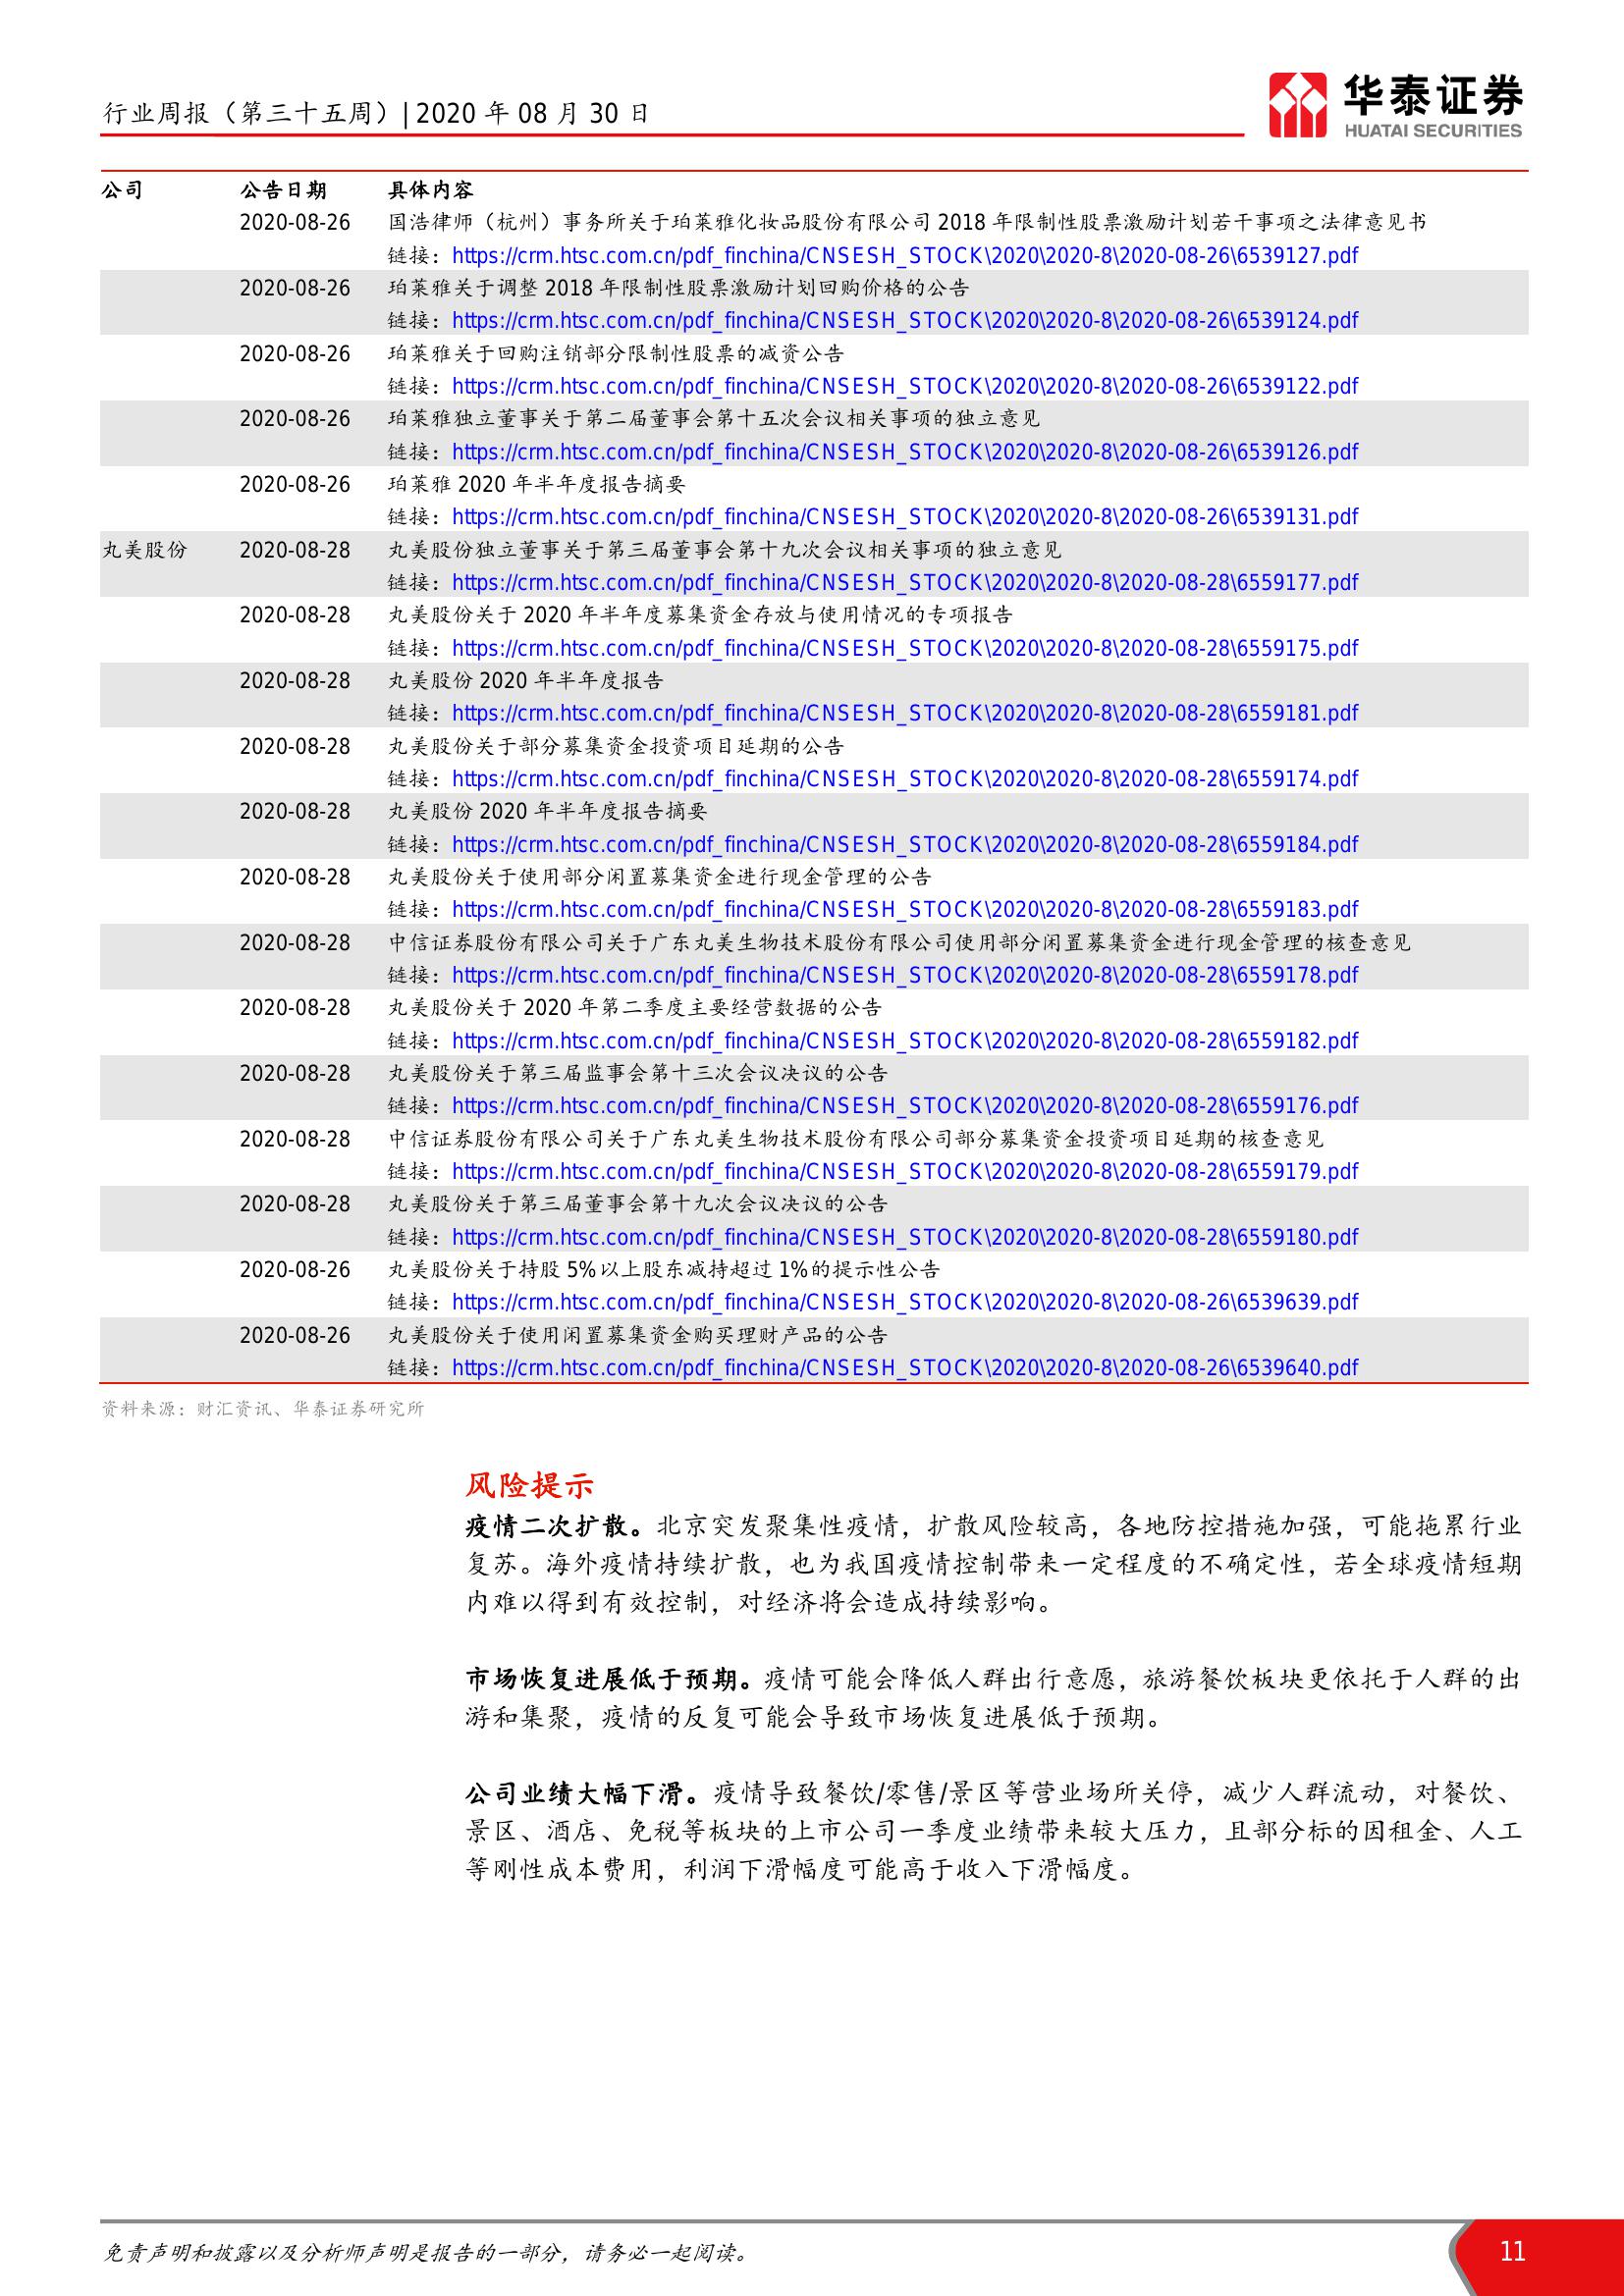 行业周报（第三十五周）| 2020 年 08 月 30 日
华泰证券
HUATAI SECURITIES
公司 公告日期 具体内容
2020-08-26 国浩律师（杭州）事务所关于珀莱雅化妆品股份有限公司 2018 年限制性股票激励计划若干事项之法律意见书
链接：https://crm.htsc.com.cn/pdf_finchina/CNSESH_STOCK\2020\2020-8\2020-08-26\6539127.pdf
2020-08-26 珀莱雅关于调整 2018 年限制性股票激励计划回购价格的公告
链接：https://crm.htsc.com.cn/pdf_finchina/CNSESH_STOCK\2020\2020-8\2020-08-26\6539124.pdf
2020-08-26 珀莱雅关于回购注销部分限制性股票的减资公告
链接：https://crm.htsc.com.cn/pdf_finchina/CNSESH_STOCK\2020\2020-8\2020-08-26\6539122.pdf
2020-08-26 珀莱雅独立董事关于第二届董事会第十五次会议相关事项的独立意见
链接：https://crm.htsc.com.cn/pdf_finchina/CNSESH_STOCK\2020\2020-8\2020-08-26\6539126.pdf
2020-08-26 珀莱雅 2020 年半年度报告摘要
链接：https://crm.htsc.com.cn/pdf_finchina/CNSESH_STOCK\2020\2020-8\2020-08-26\6539131.pdf
丸美股份 2020-08-28 丸美股份独立董事关于第三届董事会第十九次会议相关事项的独立意见
链接：https://crm.htsc.com.cn/pdf_finchina/CNSESH_STOCK\2020\2020-8\2020-08-28\6559177.pdf
2020-08-28 丸美股份关于 2020 年半年度募集资金存放与使用情况的专项报告
链接：https://crm.htsc.com.cn/pdf_finchina/CNSESH_STOCK\2020\2020-8\2020-08-28\6559175.pdf
2020-08-28 丸美股份 2020 年半年度报告
链接：https://crm.htsc.com.cn/pdf_finchina/CNSESH_STOCK\2020\2020-8\2020-08-28\6559181.pdf
2020-08-28 丸美股份关于部分募集资金投资项目延期的公告
链接：https://crm.htsc.com.cn/pdf_finchina/CNSESH_STOCK\2020\2020-8\2020-08-28\6559174.pdf
2020-08-28 丸美股份 2020 年半年度报告摘要
链接：https://crm.htsc.com.cn/pdf_finchina/CNSESH_STOCK\2020\2020-8\2020-08-28\6559184.pdf
2020-08-28 丸美股份关于使用部分闲置募集资金进行现金管理的公告
链接：https://crm.htsc.com.cn/pdf_finchina/CNSESH_STOCK\2020\2020-8\2020-08-28\6559183.pdf
2020-08-28 中信证券股份有限公司关于广东丸美生物技术股份有限公司使用部分闲置募集资金进行现金管理的核查意见
链接：https://crm.htsc.com.cn/pdf_finchina/CNSESH_STOCK\2020\2020-8\2020-08-28\6559178.pdf
2020-08-28 丸美股份关于 2020 年第二季度主要经营数据的公告
链接：https://crm.htsc.com.cn/pdf_finchina/CNSESH_STOCK\2020\2020-8\2020-08-28\6559182.pdf
2020-08-28 丸美股份关于第三届监事会第十三次会议决议的公告
链接：https://crm.htsc.com.cn/pdf_finchina/CNSESH_STOCK\2020\2020-8\2020-08-28\6559176.pdf
2020-08-28 中信证券股份有限公司关于广东丸美生物技术股份有限公司部分募集资金投资项目延期的核查意见
链接：https://crm.htsc.com.cn/pdf_finchina/CNSESH_STOCK\2020\2020-8\2020-08-28\6559179.pdf
2020-08-28 丸美股份关于第三届董事会第十九次会议决议的公告
链接：https://crm.htsc.com.cn/pdf_finchina/CNSESH_STOCK\2020\2020-8\2020-08-28\6559180.pdf
2020-08-26 丸美股份关于持股 5%以上股东减持超过 1%的提示性公告
链接：https://crm.htsc.com.cn/pdf_finchina/CNSESH_STOCK\2020\2020-8\2020-08-26\6539639.pdf
2020-08-26 丸美股份关于使用闲置募集资金购买理财产品的公告
链接：https://crm.htsc.com.cn/pdf_finchina/CNSESH_STOCK\2020\2020-8\2020-08-26\6539640.pdf
资料来源：财汇资讯、华泰证券研究所
风险提示
疫情二次扩散。北京突发聚集性疫情，扩散风险较高，各地防控措施加强，可能拖累行业
复苏。海外疫情持续扩散，也为我国疫情控制带来一定程度的不确定性，若全球疫情短期
内难以得到有效控制，对经济将会造成持续影响。
市场恢复进展低于预期。疫情可能会降低人群出行意愿，旅游餐饮板块更依托于人群的出
游和集聚，疫情的反复可能会导致市场恢复进展低于预期。
公司业绩大幅下滑。疫情导致餐饮/零售/景区等营业场所关停，减少人群流动，对餐饮、
景区、酒店、免税等板块的上市公司一季度业绩带来较大压力，且部分标的因租金、人工
等刚性成本费用，利润下滑幅度可能高于收入下滑幅度。
免责声明和披露以及分析师声明是报告的一部分，请务必一起阅读。
11